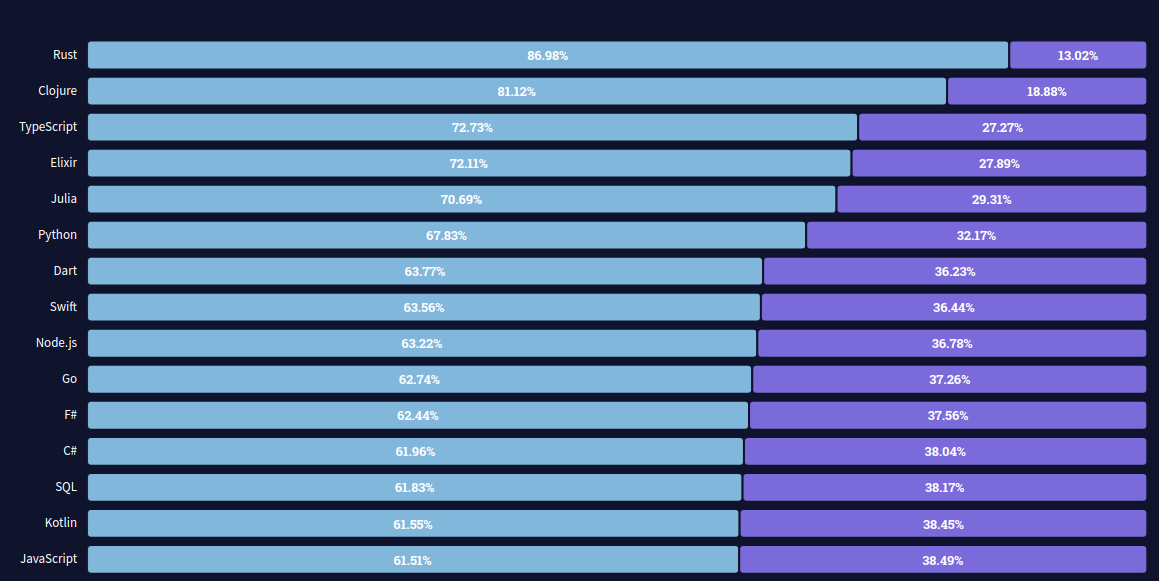 Rust 86.98% 13.02%
Clojure 81.12% 18.88%
TypeScript 72.73% 27.27%
Elixir 72.11% 27.89%
Julia 70.69% 29.31%
Python 67.83% 32.17%
Dart 63.77% 36.23%
Swift 63.56% 36.44%
Node.js 63.22% 36.78%
Go 62.74% 37.26%
F# 62.44% 37.56%
C# 61.96% 38.04%
SQL 61.83% 38.17%
Kotlin 61.55% 38.45%
JavaScript 61.51% 38.49%